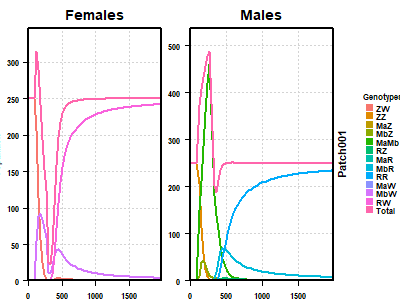 Females
Males
300
250
200
150
100
50
0
0
500
1000
1500
500
400
300
200
100
0
0
500
1000
1500
Patch001
Genotype
ZW
ZZ
MaZ
MbZ
MaMb
RZ
MaR
MbR
RR
MaW
MbW
RW
Total